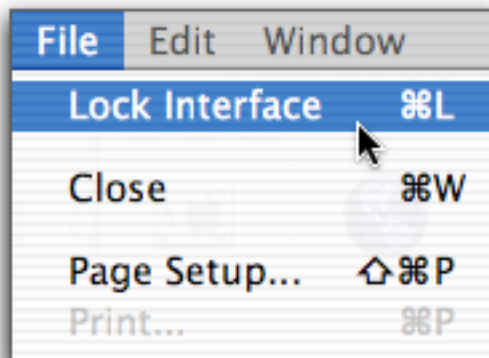 File Edit Window
Lock Interface ⌘L
Close ⌘W
Page Setup... ⇧⌘P
Print... ⌘P